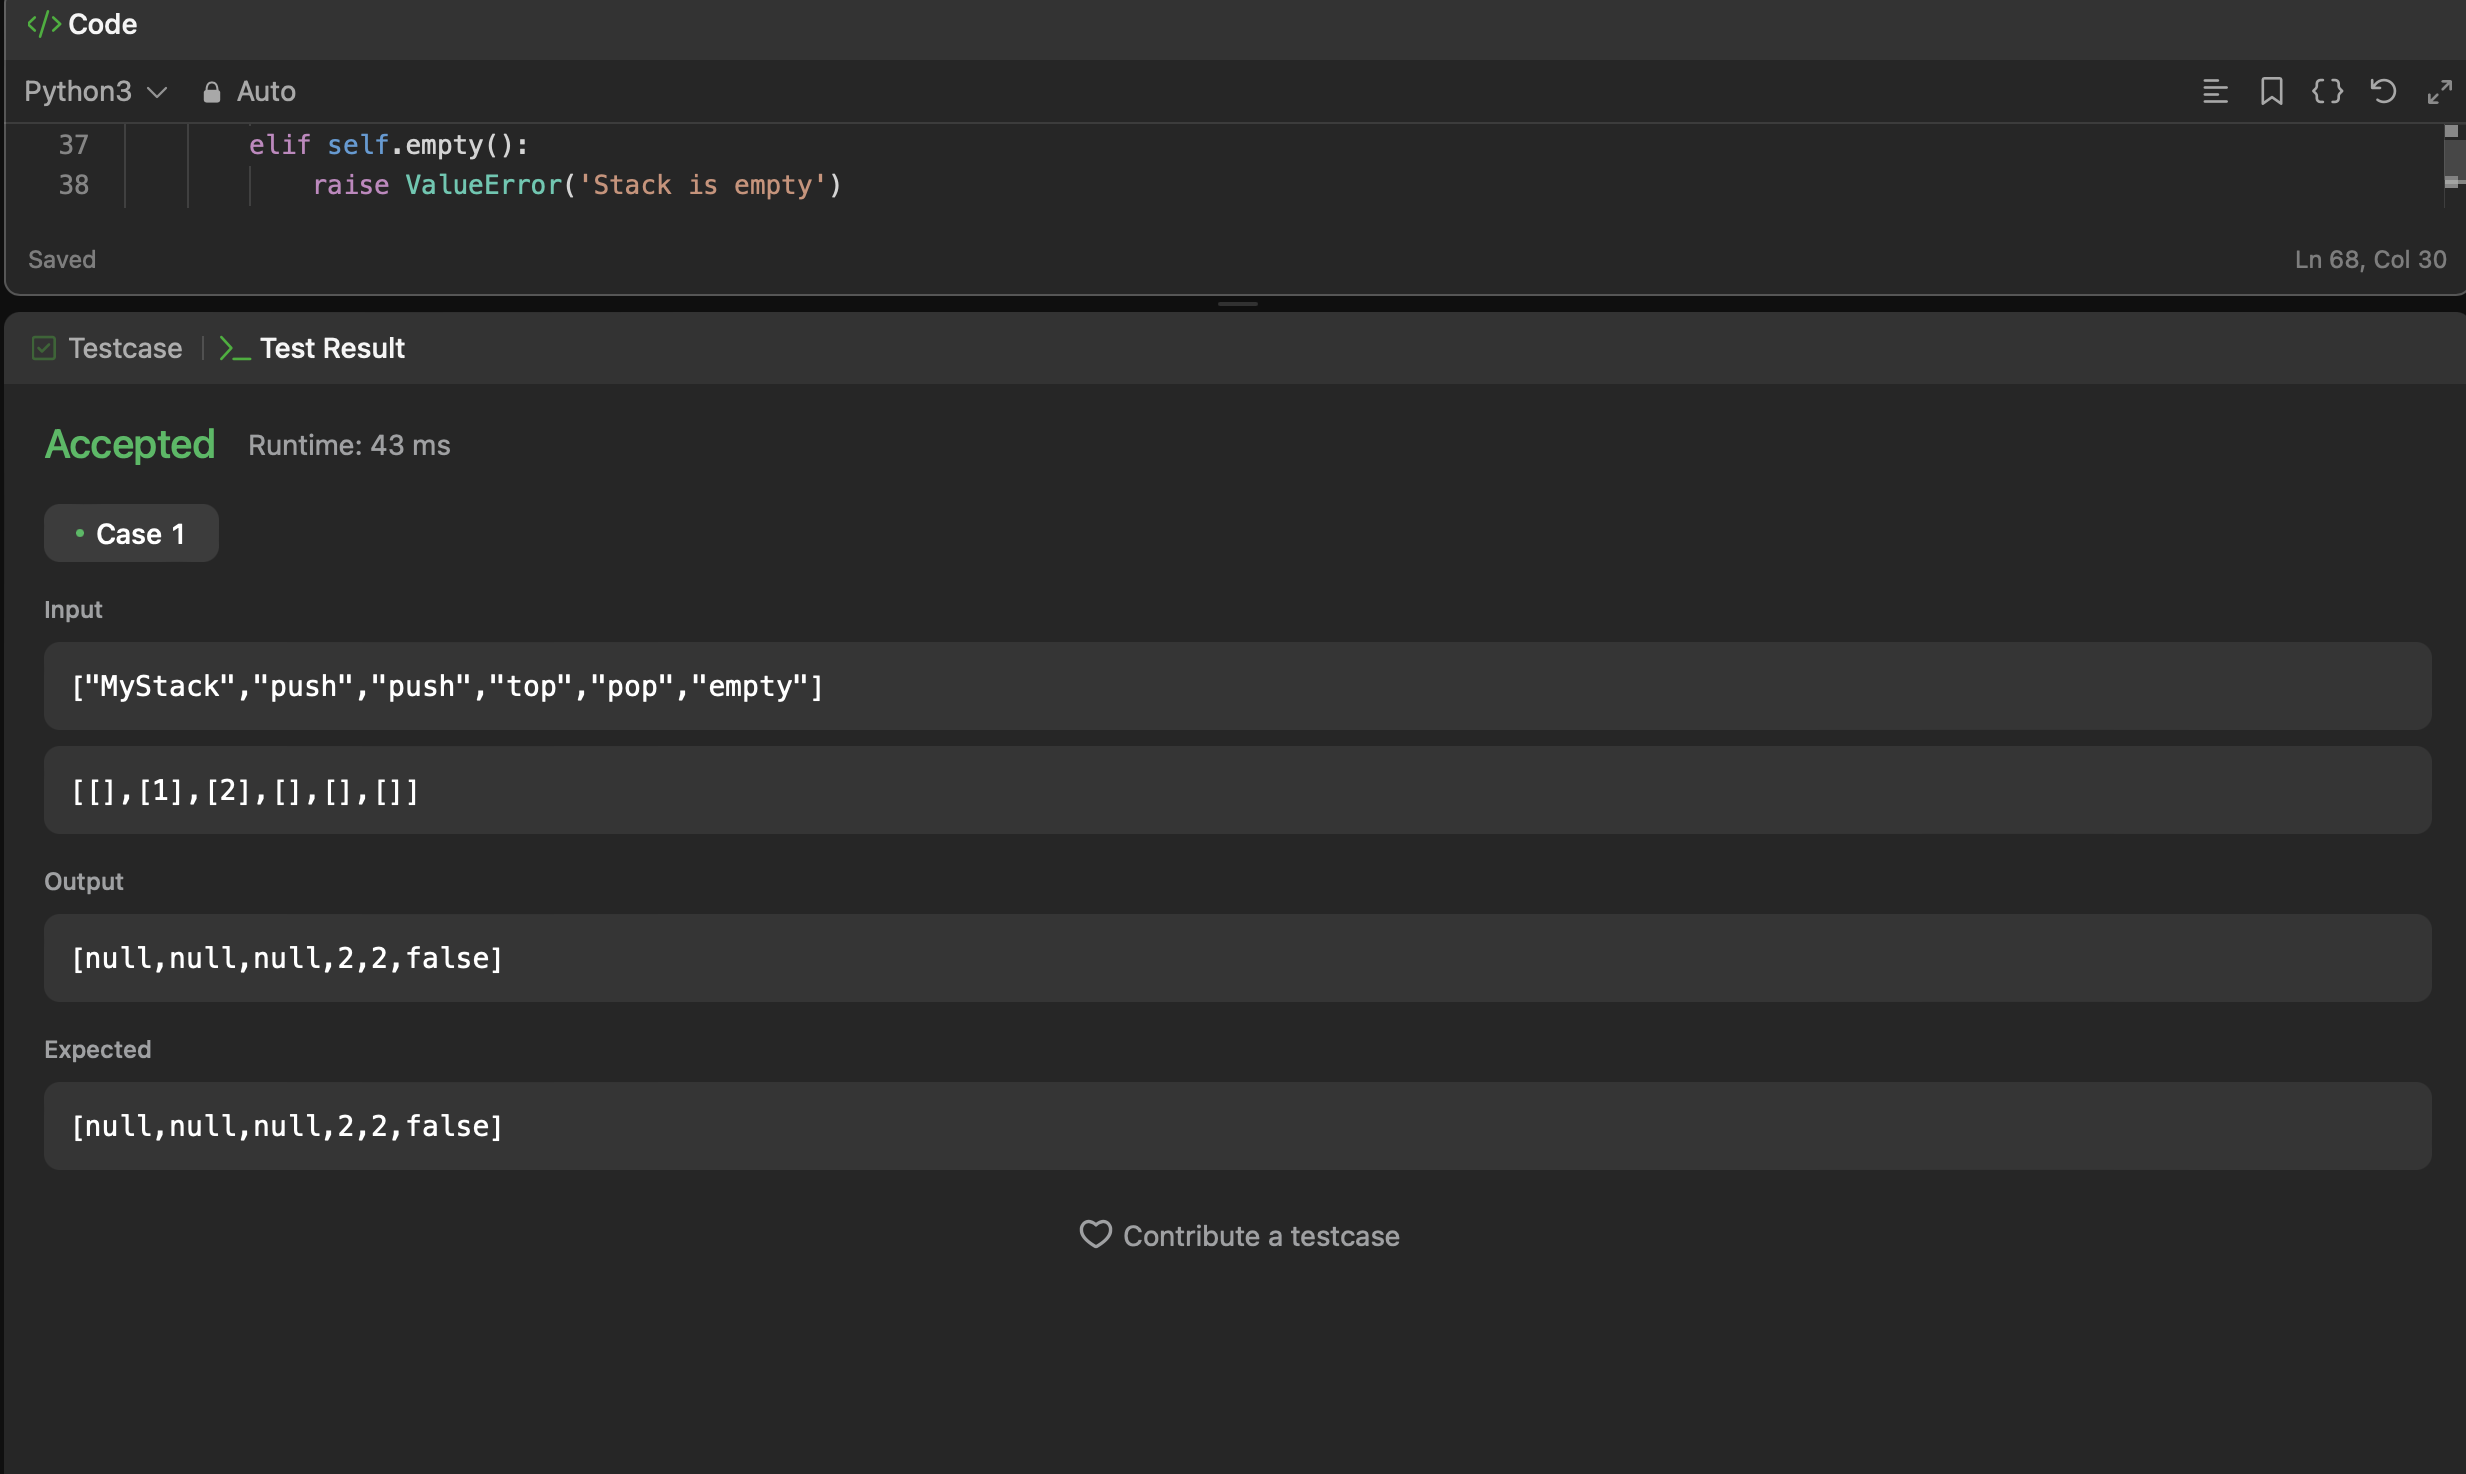 </> Code
Python3 Auto
37 elif self.empty():
38 raise ValueError('Stack is empty')
Saved Ln 68, Col 30
Testcase | >_ Test Result
Accepted Runtime: 43 ms
• Case 1
Input
["MyStack","push","push","top","pop","empty"]
[[],[1],[2],[],[],[]]
Output
[null,null,null,2,2,false]
Expected
[null,null,null,2,2,false]
Contribute a testcase